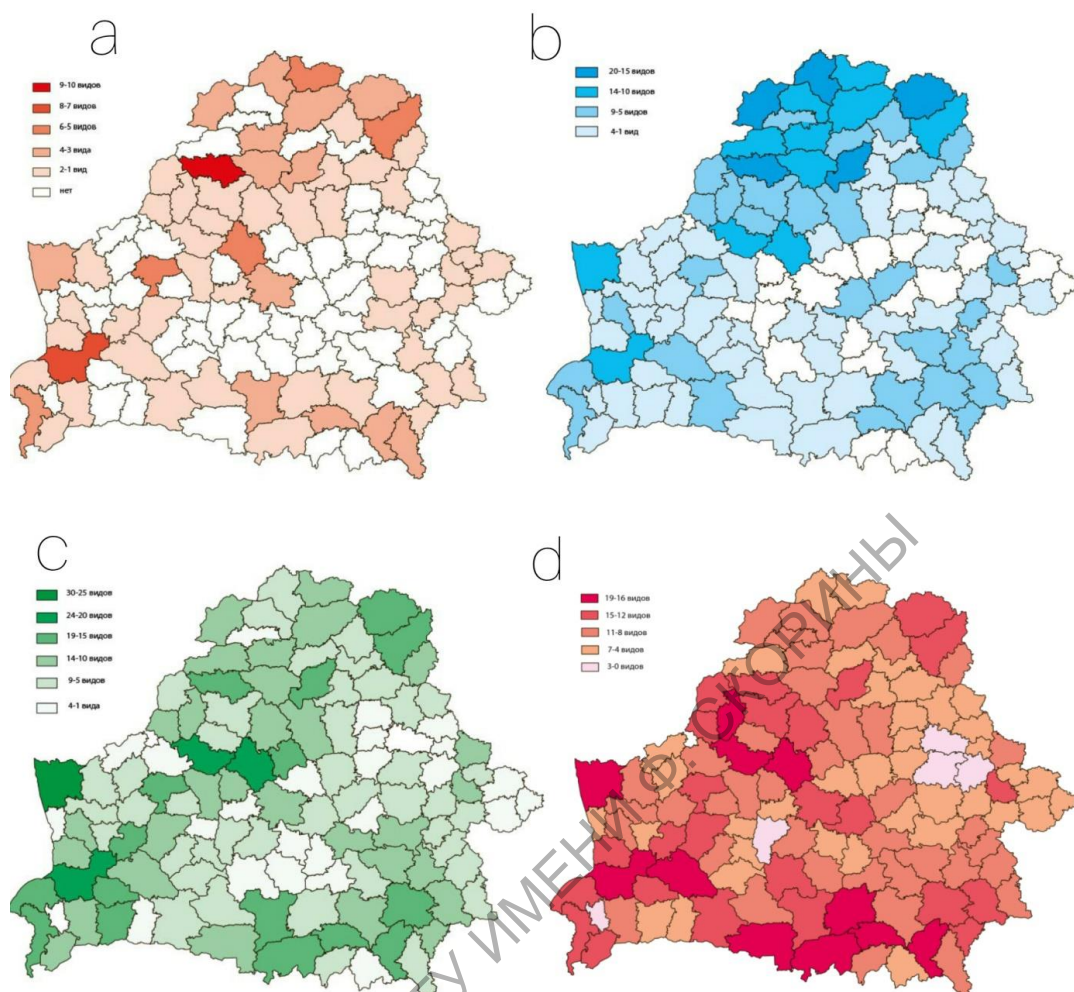 a
9-10 видов
8-7 видов
6-5 видов
4-3 вида
2-1 вид
нет
b
20-15 видов
14-10 видов
9-5 видов
4-1 вид
c
30-25 видов
24-20 видов
19-15 видов
14-10 видов
9-5 видов
4-1 вида
d
19-16 видов
15-12 видов
11-8 видов
7-4 видов
3-0 видов
ГУ ИМЕНИ Ф. СКОРИНЫ